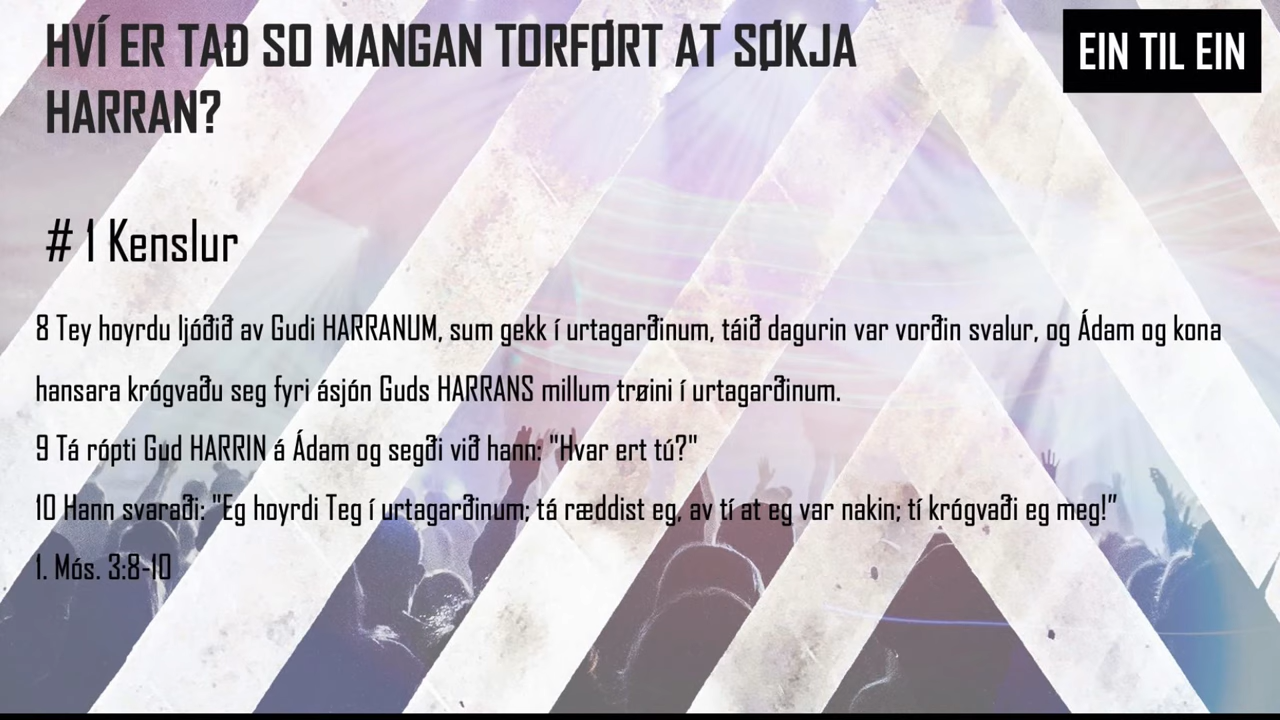 HVÍ ER TAÐ SO MANGAN TORFØRT AT SØKJA
HARRAN?
EIN TIL EIN
# 1 Kenslur
8 Tey hoyrdu ljóðið av Gudi HARRANUM, sum gekk í urtagarðinum, táið dagurin var vorðin svalur, og Ádam og kona
hansara krógvaðu seg fyri ásjón Guds HARRANS millum trøini í urtagarðinum.
9 Tá rópti Gud HARRIN á Ádam og segði við hann: "Hvar ert tú?"
10 Hann svaraði: "Eg hoyrdi Teg í urtagarðinum; tá ræddist eg, av tí at eg var nakin; tí krógvaði eg meg!”
1. Mós. 3:8-10